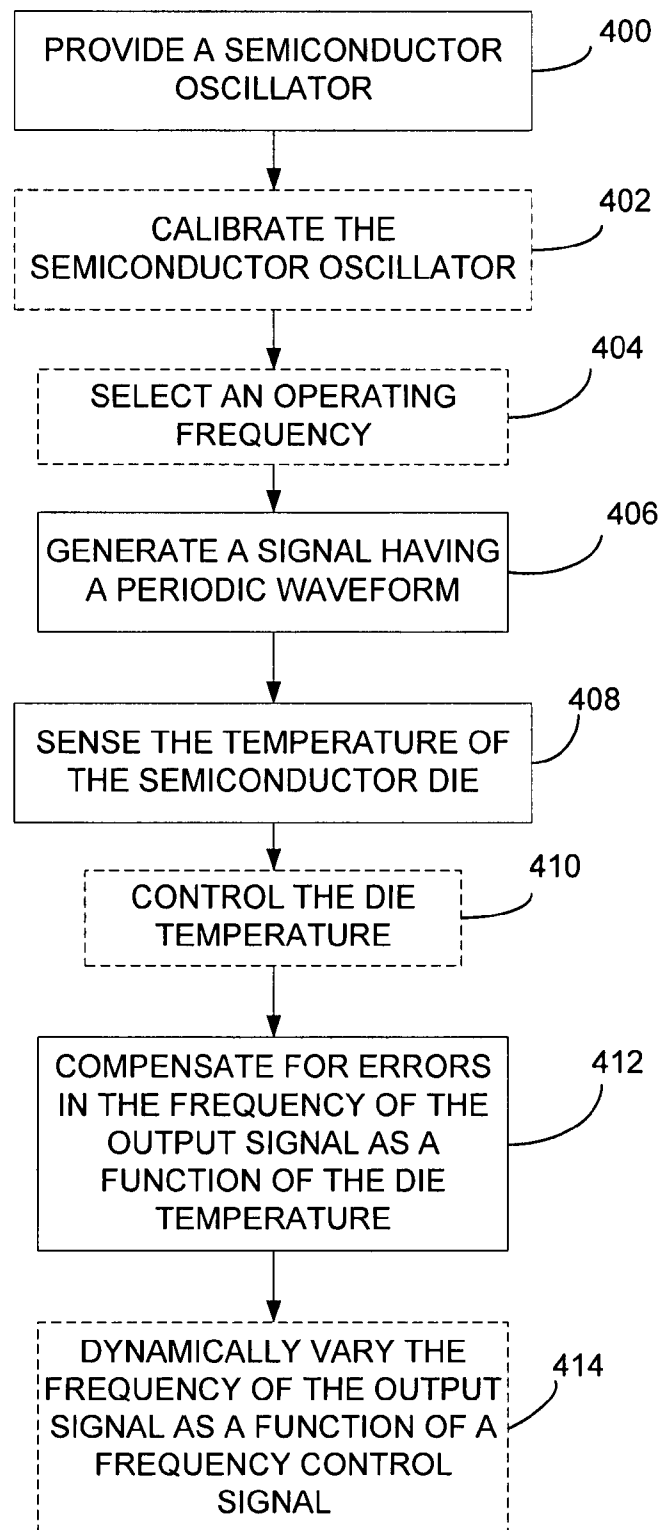 PROVIDE A SEMICONDUCTOR
OSCILLATOR
400
CALIBRATE THE
SEMICONDUCTOR OSCILLATOR
402
SELECT AN OPERATING
FREQUENCY
404
GENERATE A SIGNAL HAVING
A PERIODIC WAVEFORM
406
SENSE THE TEMPERATURE OF
THE SEMICONDUCTOR DIE
408
CONTROL THE DIE
TEMPERATURE
410
COMPENSATE FOR ERRORS
IN THE FREQUENCY OF THE
OUTPUT SIGNAL AS A
FUNCTION OF THE DIE
TEMPERATURE
412
DYNAMICALLY VARY THE
FREQUENCY OF THE OUTPUT
SIGNAL AS A FUNCTION OF A
FREQUENCY CONTROL
SIGNAL
414